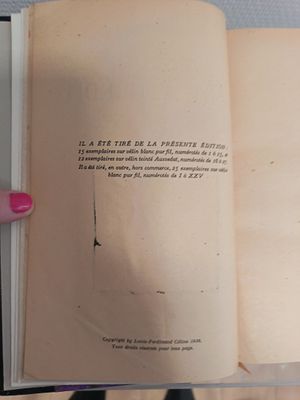 IL A ÉTÉ TIRÉ DE LA PRÉSENTE ÉDITION :
15 exemplaires sur vélin blanc pur fil, numérotés de 1 à 15, et
12 exemplaires sur vélin teinté Aussedat, numérotés de 16 à 27.
Il a été tiré, en outre, hors commerce, 25 exemplaires sur vélin
blanc pur fil, numérotés de I à XXV
Copyright by Louis-Ferdinand Céline 1938.
Tous droits réservés pour tous pays.